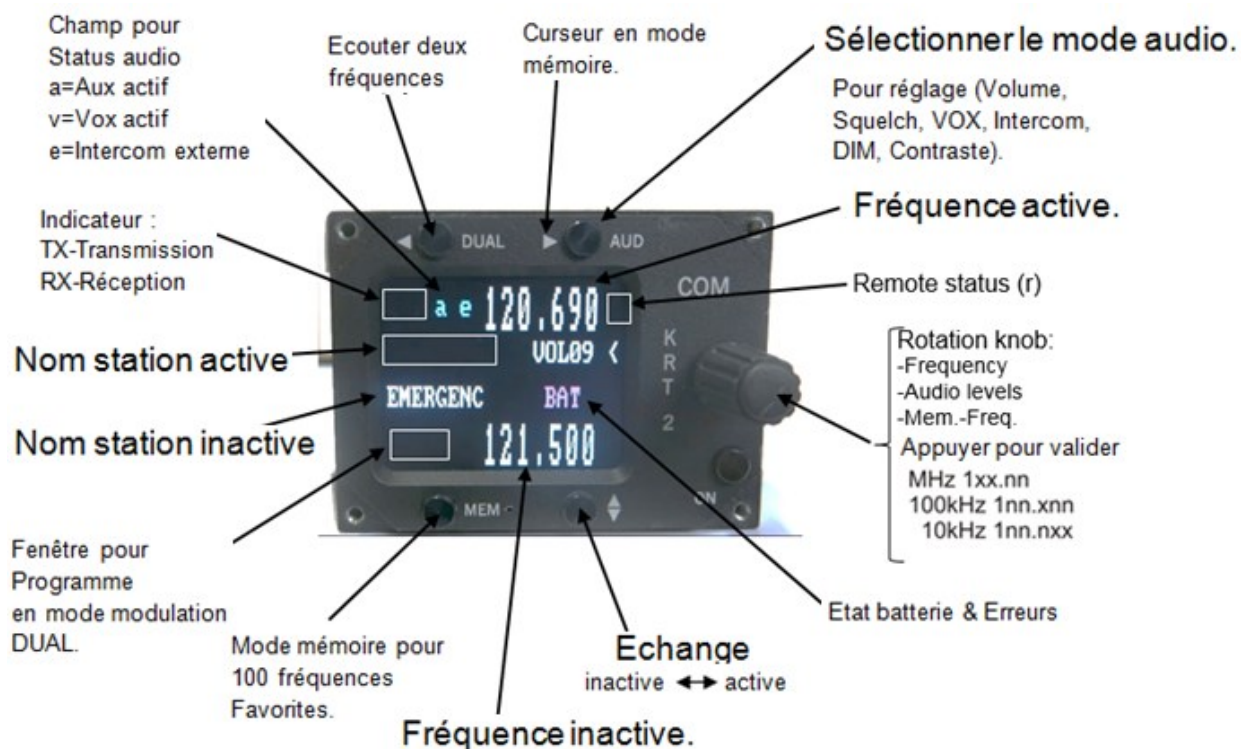 Champ pour
Status audio
a=Aux actif
v=Vox actif
e=Intercom externe
Ecouter deux
fréquences
Curseur en mode
mémoire.
Sélectionner le mode audio.
Pour réglage (Volume,
Squelch, VOX, Intercom,
DIM, Contraste).
Indicateur :
TX-Transmission
RX-Réception
Fréquence active.
Remote status (r)
Nom station active
Nom station inactive
◄ DUAL ► AUD
COM
a e 120.690
VOL09 <
EMERGENC BAT
121.500
KRT 2
MEM
ON
Rotation knob:
-Frequency
-Audio levels
-Mem.-Freq.
Appuyer pour valider
MHz 1xx.nn
100kHz 1nn.xnn
10kHz 1nn.nxx
Fenêtre pour
Programme
en mode modulation
DUAL.
Mode mémoire pour
100 fréquences
Favorites.
Fréquence inactive.
Echange
inactive ◄► active
Etat batterie & Erreurs